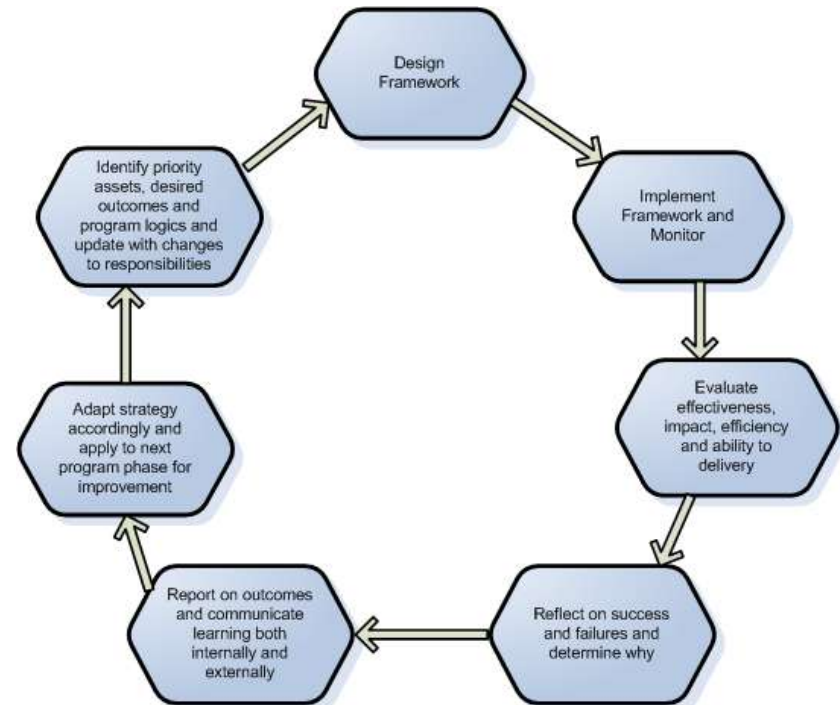 Design
Framework
Implement
Framework and
Monitor
Evaluate
effectiveness,
impact, efficiency
and ability to
delivery
Reflect on success
and failures and
determine why
Report on outcomes
and communicate
learning both
internally and
externally
Adapt strategy
accordingly and
apply to next
program phase for
improvement
Identify priority
assets, desired
outcomes and
program logics and
update with changes
to responsibilities